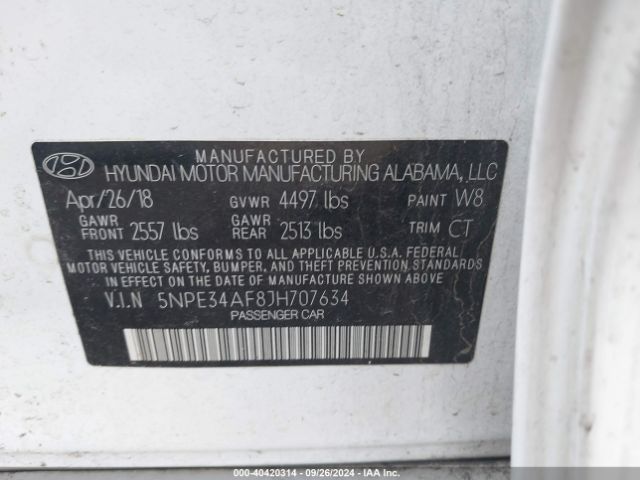 MANUFACTURED BY
HYUNDAI MOTOR MANUFACTURING ALABAMA, LLC
Apr/26/18 GVWR 4497 lbs PAINT W8
GAWR FRONT 2557 lbs GAWR REAR 2513 lbs TRIM CT
THIS VEHICLE CONFORMS TO ALL APPLICABLE U.S.A. FEDERAL
MOTOR VEHICLE SAFETY, BUMPER, AND THEFT PREVENTION
STANDARDS IN EFFECT ON THE DATE OF MANUFACTURE SHOWN ABOVE
V.I.N 5NPE34AF8JH707634
PASSENGER CAR
000-40420314 - 09/26/2024 - IAA Inc.